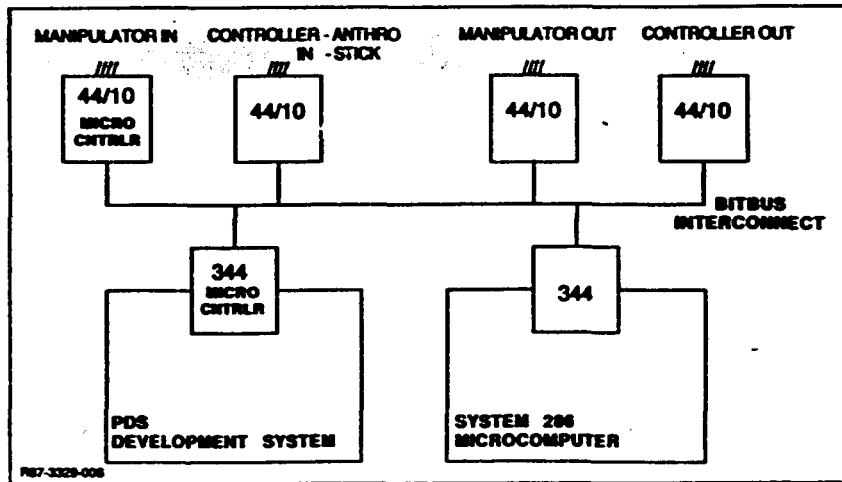 MANIPULATOR IN
CONTROLLER - ANTHRO
IN - STICK
MANIPULATOR OUT
CONTROLLER OUT
44/10
MICRO
CNTRLR
44/10
44/10
44/10
BITBUS
INTERCONNECT
344
MICRO
CNTRLR
344
PDS
DEVELOPMENT SYSTEM
SYSTEM 286
MICROCOMPUTER
R87-3329-006